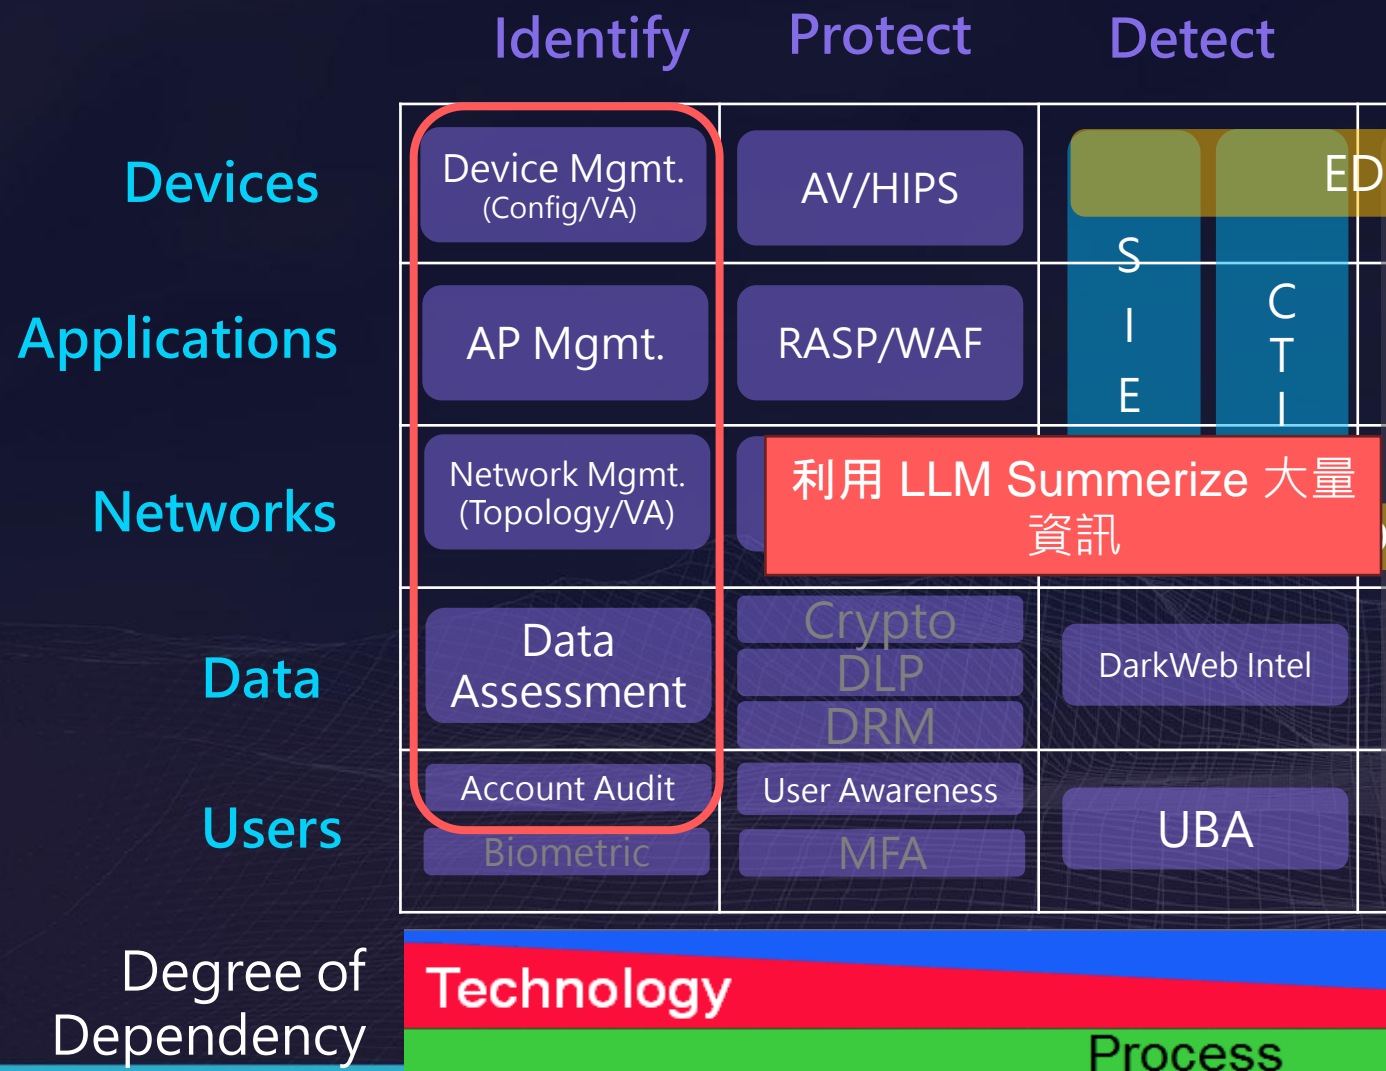 Identify Protect Detect
Devices
Device Mgmt.
(Config/VA)
AV/HIPS
ED
Applications
AP Mgmt.
RASP/WAF
S
I
E
C
T
I
Networks
Network Mgmt.
(Topology/VA)
利用 LLM Summerize 大量
資訊
Data
Data
Assessment
Crypto
DLP
DRM
DarkWeb Intel
Users
Account Audit
Biometric
User Awareness
MFA
UBA
Degree of
Dependency
Technology
Process